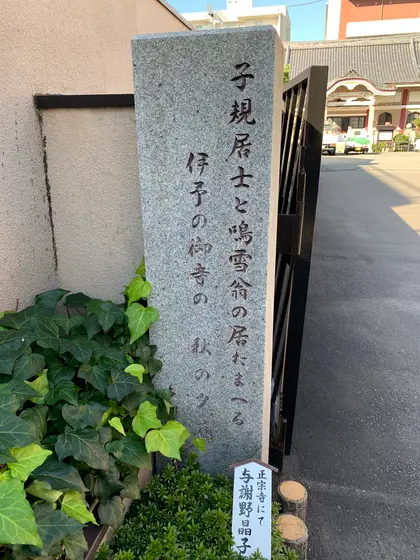 子規居士と鳴雪翁の居たまへる
伊予の御寺の秋の夕
正宗寺にて
与謝野晶子